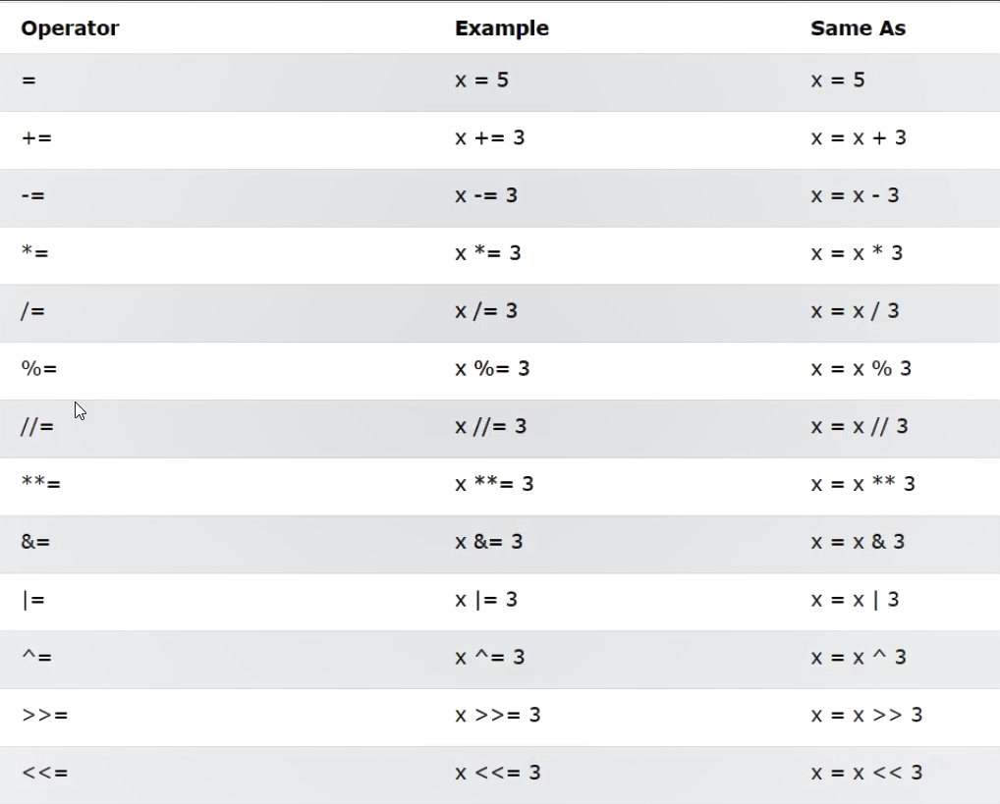 Operator Example Same As
= x = 5 x = 5
+= x += 3 x = x + 3
-= x -= 3 x = x - 3
*= x *= 3 x = x * 3
/= x /= 3 x = x / 3
%= x %= 3 x = x % 3
//= x //= 3 x = x // 3
**= x **= 3 x = x ** 3
&= x &= 3 x = x & 3
|= x |= 3 x = x | 3
^= x ^= 3 x = x ^ 3
>>= x >>= 3 x = x >> 3
<<= x <<= 3 x = x << 3